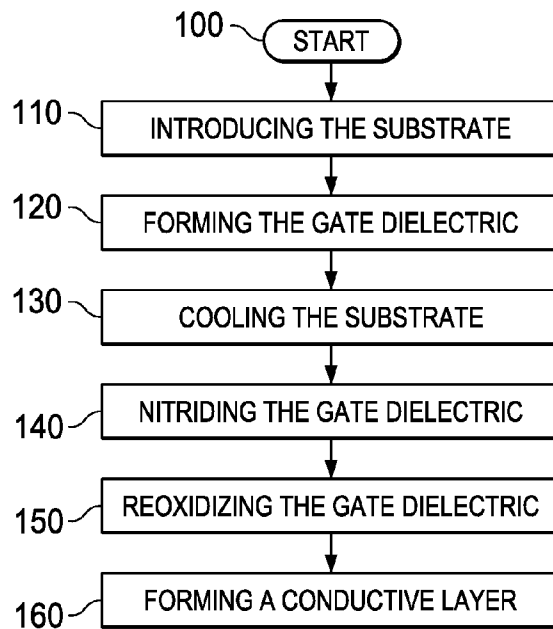 100
START
110
INTRODUCING THE SUBSTRATE
120
FORMING THE GATE DIELECTRIC
130
COOLING THE SUBSTRATE
140
NITRIDING THE GATE DIELECTRIC
150
REOXIDIZING THE GATE DIELECTRIC
160
FORMING A CONDUCTIVE LAYER